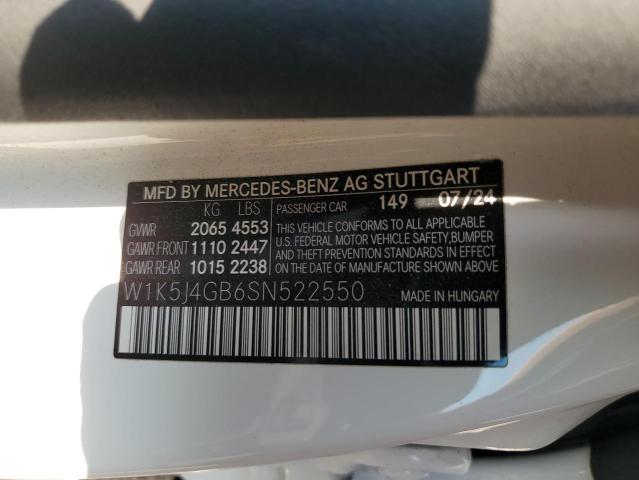 MFD BY MERCEDES-BENZ AG STUTTGART
KG LBS PASSENGER CAR 149 07/24
GVWR 2065 4553
GAWR FRONT 1110 2447
GAWR REAR 1015 2238
THIS VEHICLE CONFORMS TO ALL APPLICABLE
U.S. FEDERAL MOTOR VEHICLE SAFETY, BUMPER
AND THEFT PREVENTION STANDARDS IN EFFECT
ON THE DATE OF MANUFACTURE SHOWN ABOVE.
W1K5J4GB6SN522550 MADE IN HUNGARY